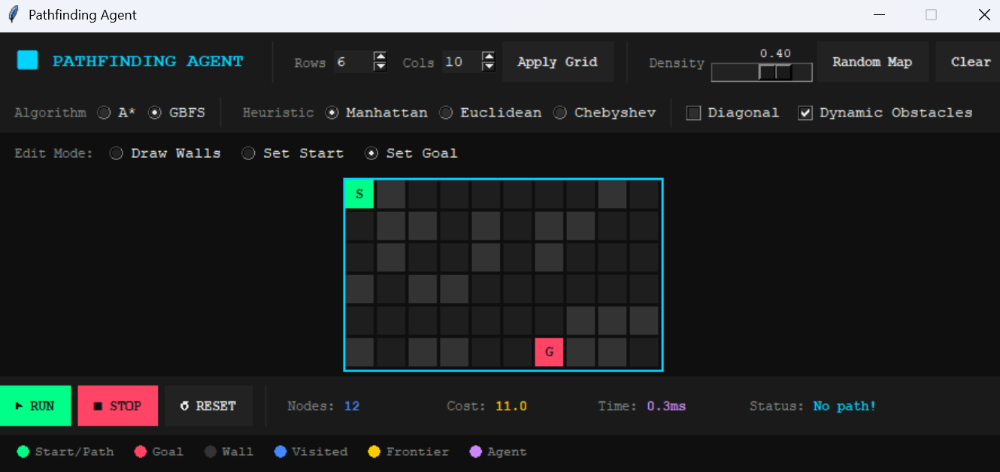 Pathfinding Agent
PATHFINDING AGENT Rows 6 Cols 10 Apply Grid Density 0.40 Random Map Clear
Algorithm A* GBFS Heuristic Manhattan Euclidean Chebyshev Diagonal Dynamic Obstacles
Edit Mode: Draw Walls Set Start Set Goal
S
G
RUN STOP RESET Nodes: 12 Cost: 11.0 Time: 0.3ms Status: No path!
Start/Path Goal Wall Visited Frontier Agent